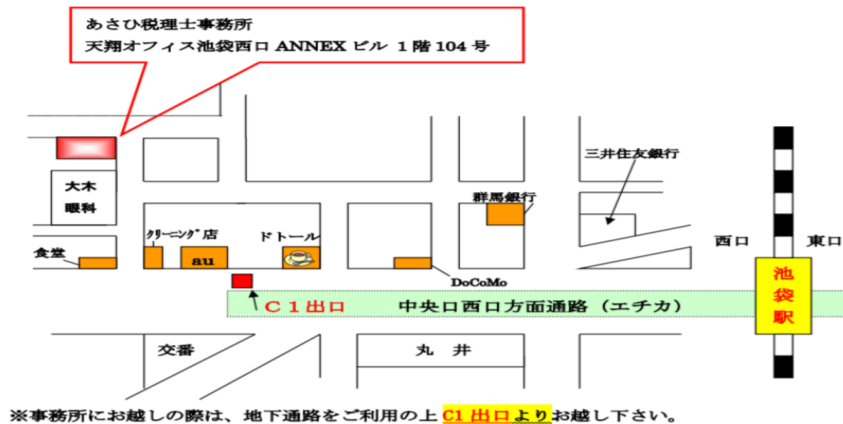 あさひ税理士事務所
天翔オフィス池袋西口 ANNEX ビル 1 階 104 号
三井住友銀行
大木
眼科
群馬銀行
クリーニング店
ドトール
食堂
au
西口
東口
DoCoMo
池
袋
駅
C1出口
中央口西口方面通路（エチカ）
交番
丸 井
※事務所にお越しの際は、地下通路をご利用の上 C1 出口よりお越し下さい。